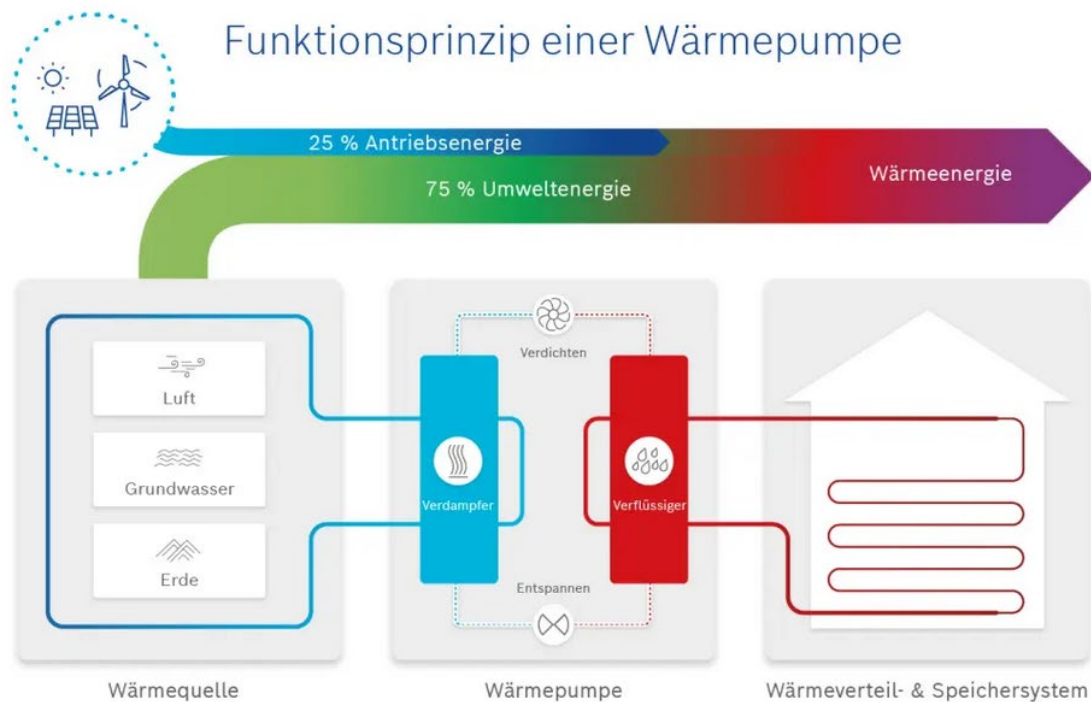 Funktionsprinzip einer Wärmepumpe
25 % Antriebsenergie
75 % Umweltenergie
Wärmeenergie
Luft
Grundwasser
Erde
Verdichten
Verdampfer
Verflüssiger
Entspannen
Wärmequelle
Wärmepumpe
Wärmeverteil- & Speichersystem